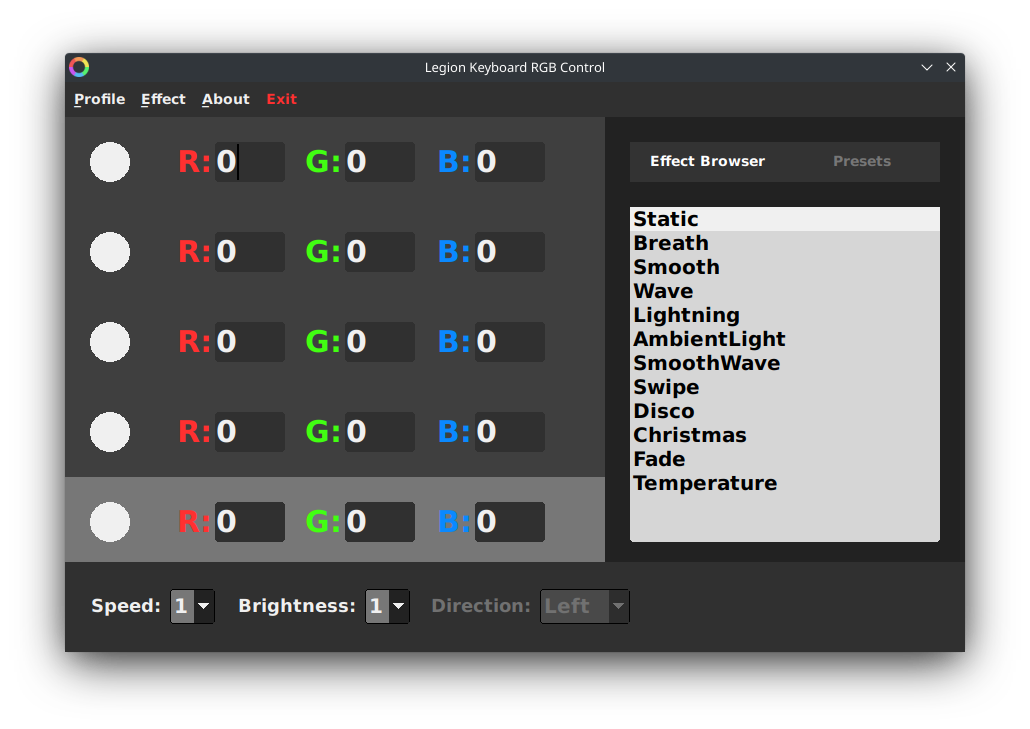 Legion Keyboard RGB Control
Profile Effect About Exit
R: 0 G: 0 B: 0
R: 0 G: 0 B: 0
R: 0 G: 0 B: 0
R: 0 G: 0 B: 0
R: 0 G: 0 B: 0
Effect Browser Presets
Static
Breath
Smooth
Wave
Lightning
AmbientLight
SmoothWave
Swipe
Disco
Christmas
Fade
Temperature
Speed: 1 Brightness: 1 Direction: Left